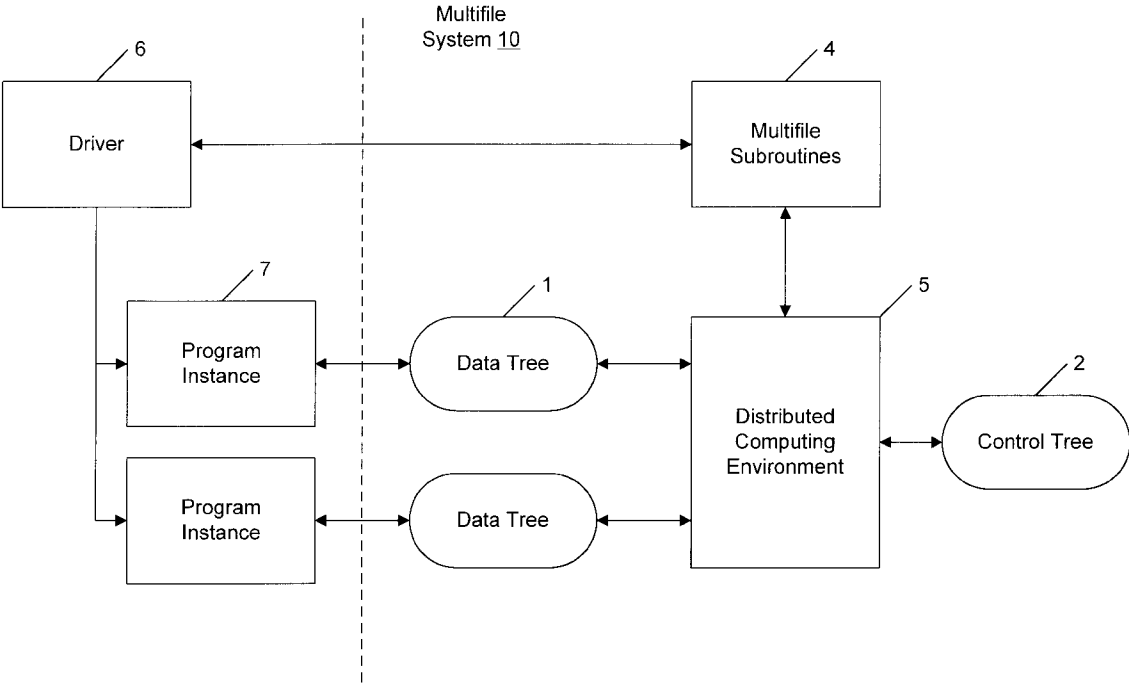 Multifile
System 10
6
4
Driver
Multifile
Subroutines
7
1
5
Program
Instance
Data Tree
2
Distributed
Computing
Environment
Control Tree
Program
Instance
Data Tree